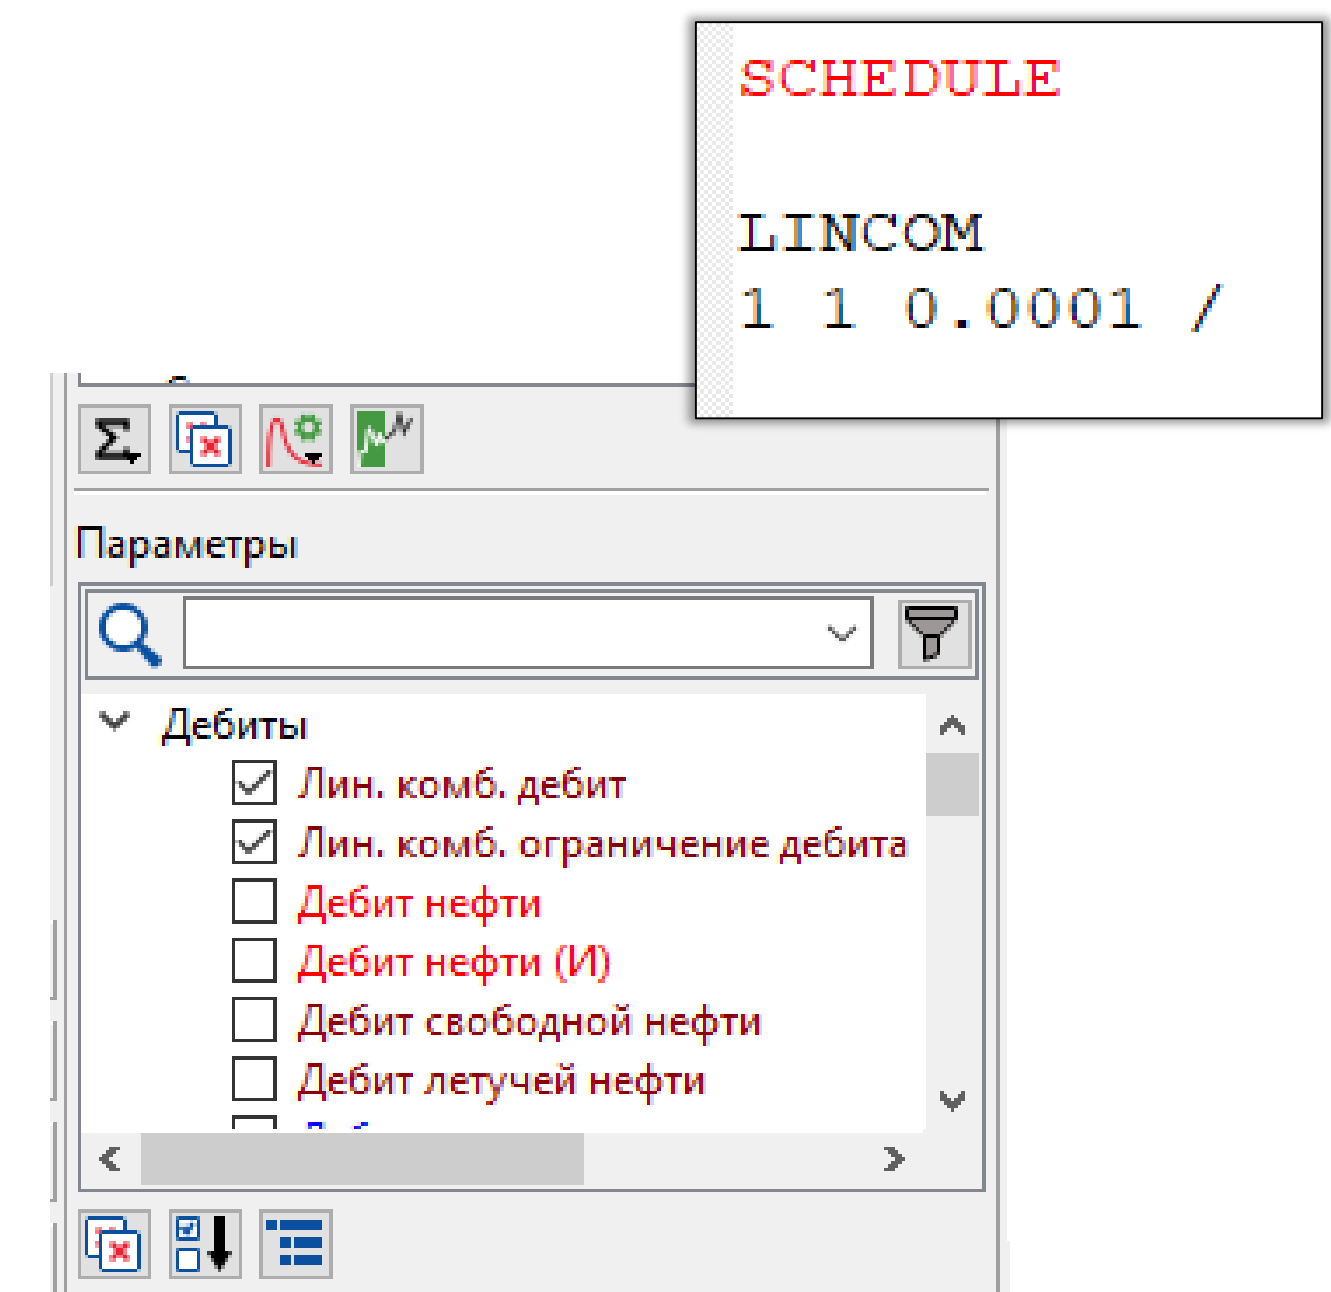 SCHEDULE
LINCOM
1 1 0.0001 /
Параметры
Дебиты
Лин. комб. дебит
Лин. комб. ограничение дебита
Дебит нефти
Дебит нефти (И)
Дебит свободной нефти
Дебит летучей нефти